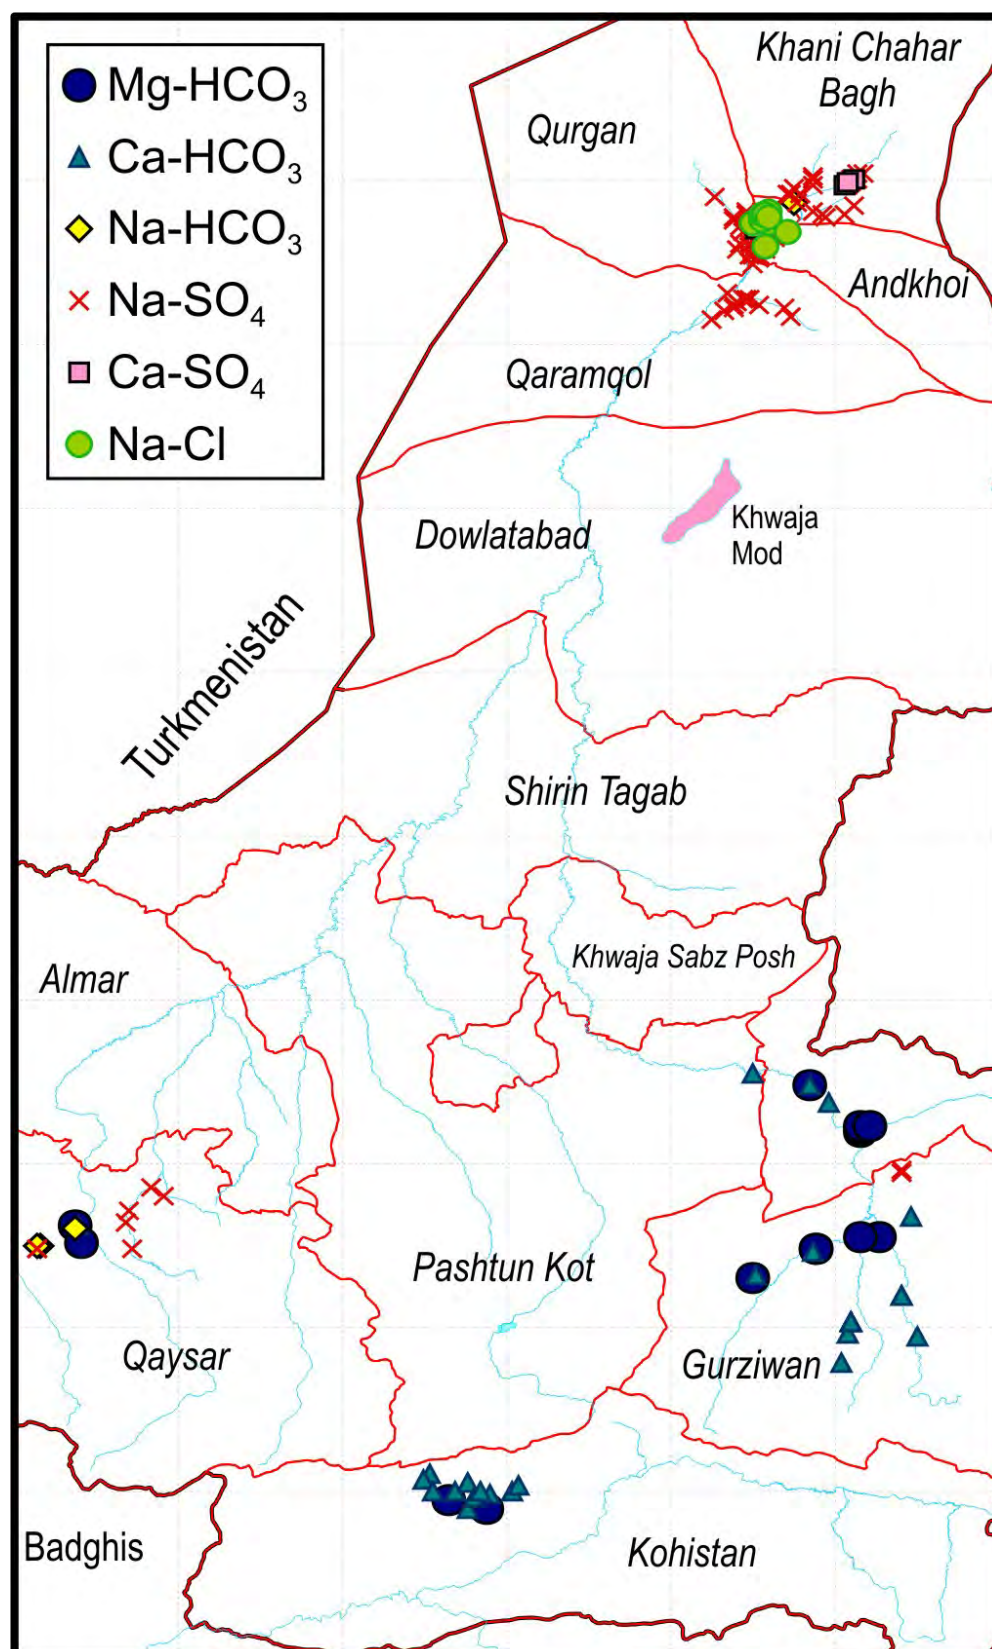 Mg-HCO₃
Ca-HCO₃
Na-HCO₃
Na-SO₄
Ca-SO₄
Na-Cl
Khani Chahar
Bagh
Qurgan
Andkhoi
Qaramqol
Dowlatabad
Khwaja
Mod
Turkmenistan
Shirin Tagab
Khwaja Sabz Posh
Almar
Pashtun Kot
Qaysar
Gurziwan
Badghis
Kohistan